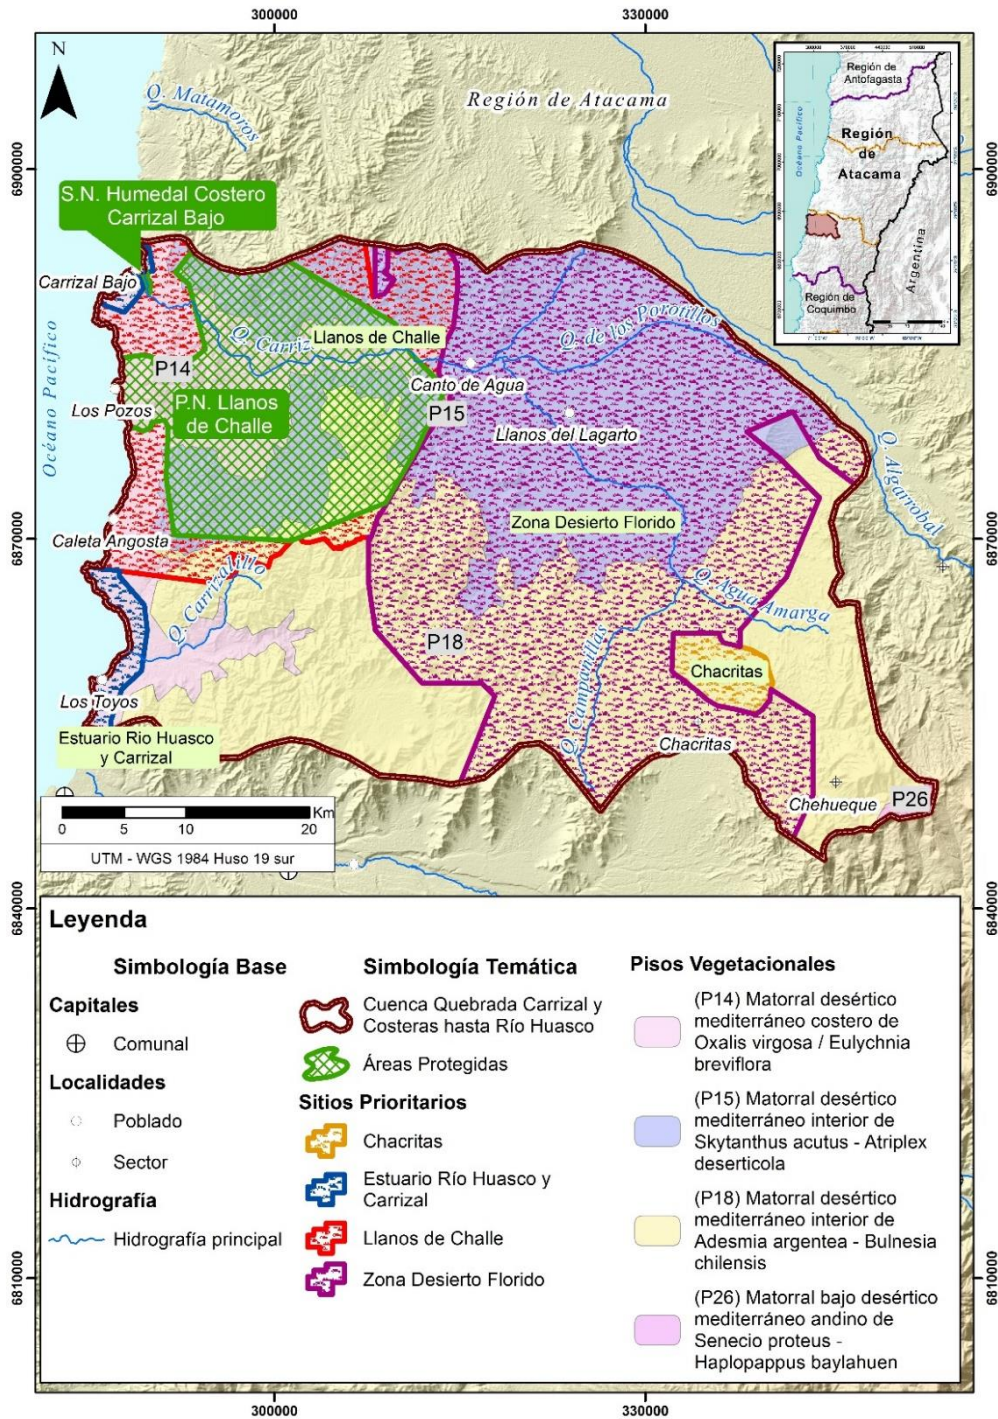 300000
330000
N
Q. Matamoros
Región de Atacama
6900000
6900000
S.N. Humedal Costero
Carrizal Bajo
Carrizal Bajo
Océano Pacífico
Q. Carriz
Llanos de Challe
Q. de los Porotillos
P14
Canto de Agua
Los Pozos
P.N. Llanos
de Challe
P15
Llanos del Lagarto
Q. Algarrobal
Zona Desierto Florido
6870000
6870000
Caleta Angosta
Q. Carrizalillo
Q. Agua Amarga
P18
Q. Campanillas
Chacritas
Los Toyos
Estuario Rio Huasco
y Carrizal
Chacritas
Chehueque
P26
Km
0 5 10 20
UTM - WGS 1984 Huso 19 sur
Región de
Antofagasta
Océano Pacífico
Región
de
Atacama
Argentina
Región de
Coquimbo
6840000
6840000
Leyenda
Simbología Base
Capitales
Comunal
Localidades
Poblado
Sector
Hidrografía
Hidrografía principal
Simbología Temática
Cuenca Quebrada Carrizal y
Costeras hasta Río Huasco
Áreas Protegidas
Sitios Prioritarios
Chacritas
Estuario Río Huasco y
Carrizal
Llanos de Challe
Zona Desierto Florido
Pisos Vegetacionales
(P14) Matorral desértico
mediterráneo costero de
Oxalis virgosa / Eulychnia
breviflora
(P15) Matorral desértico
mediterráneo interior de
Skytanthus acutus - Atriplex
deserticola
(P18) Matorral desértico
mediterráneo interior de
Adesmia argentea - Bulnesia
chilensis
(P26) Matorral bajo desértico
mediterráneo andino de
Senecio proteus -
Haplopappus baylahuen
6810000
6810000
300000
330000